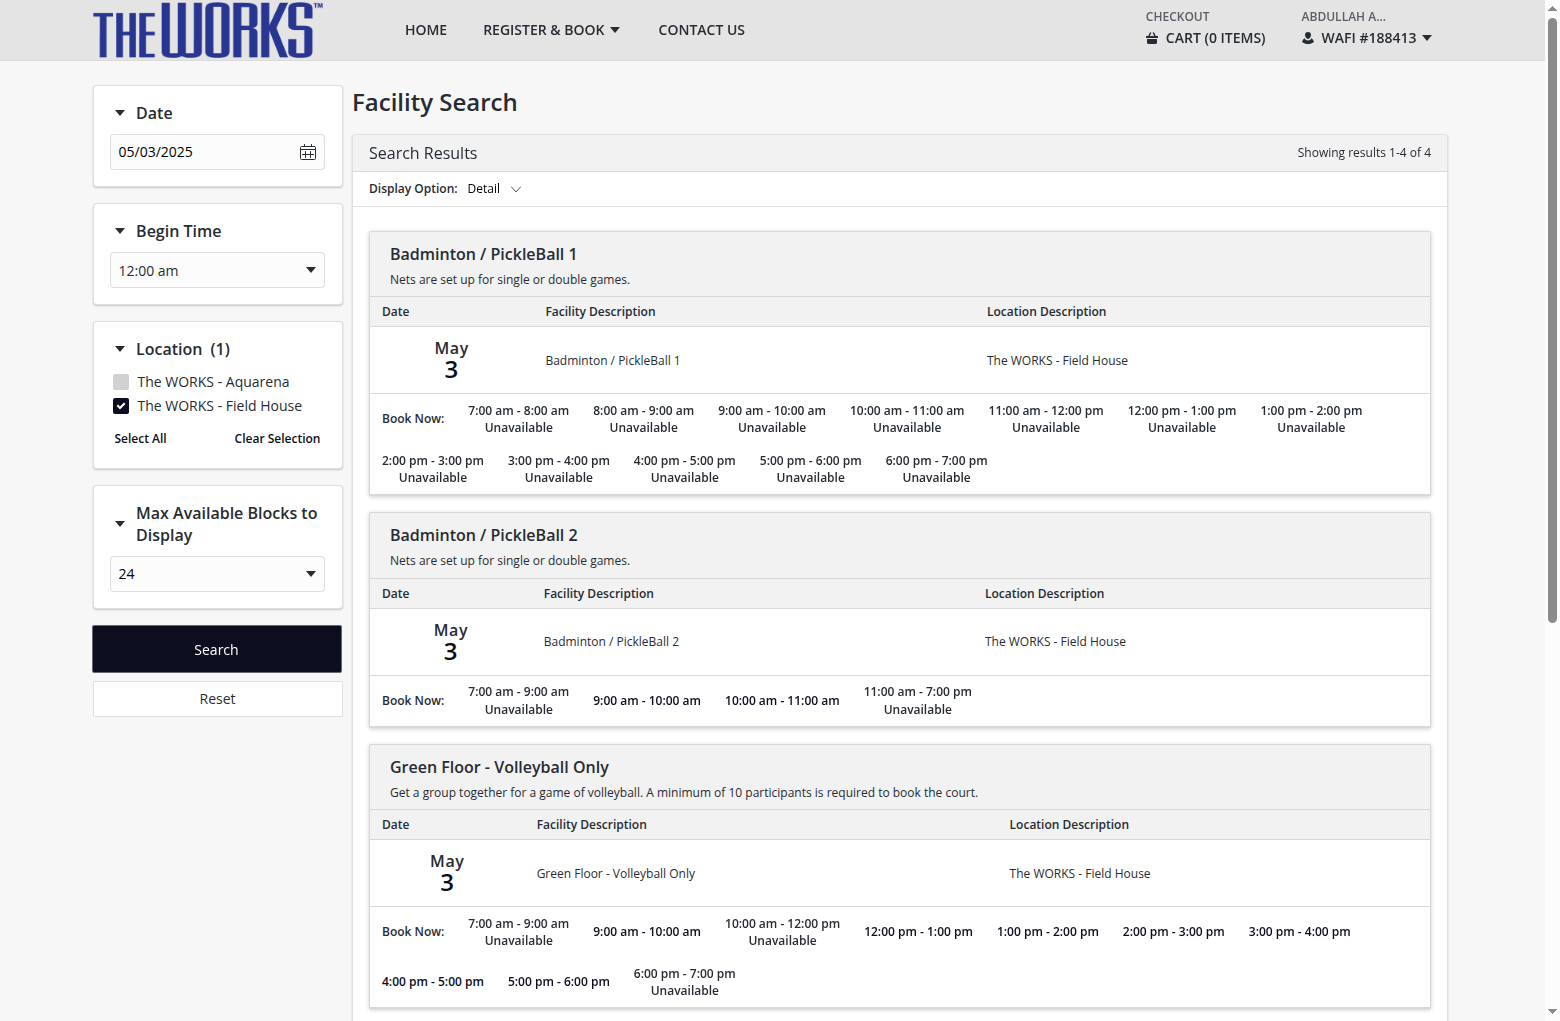 THE WORKS™
HOME
REGISTER & BOOK
CONTACT US
CHECKOUT
CART (0 ITEMS)
ABDULLAH A...
WAFI #188413
Date
05/03/2025
Begin Time
12:00 am
Location (1)
The WORKS - Aquarena
The WORKS - Field House
Select All Clear Selection
Max Available Blocks to
Display
24
Search
Reset
Facility Search
Search Results
Showing results 1-4 of 4
Display Option: Detail
Badminton / PickleBall 1
Nets are set up for single or double games.
Date Facility Description Location Description
May
3
Badminton / PickleBall 1 The WORKS - Field House
Book Now:
7:00 am - 8:00 am
Unavailable
8:00 am - 9:00 am
Unavailable
9:00 am - 10:00 am
Unavailable
10:00 am - 11:00 am
Unavailable
11:00 am - 12:00 pm
Unavailable
12:00 pm - 1:00 pm
Unavailable
1:00 pm - 2:00 pm
Unavailable
2:00 pm - 3:00 pm
Unavailable
3:00 pm - 4:00 pm
Unavailable
4:00 pm - 5:00 pm
Unavailable
5:00 pm - 6:00 pm
Unavailable
6:00 pm - 7:00 pm
Unavailable
Badminton / PickleBall 2
Nets are set up for single or double games.
Date Facility Description Location Description
May
3
Badminton / PickleBall 2 The WORKS - Field House
Book Now:
7:00 am - 9:00 am
Unavailable
9:00 am - 10:00 am
10:00 am - 11:00 am
11:00 am - 7:00 pm
Unavailable
Green Floor - Volleyball Only
Get a group together for a game of volleyball. A minimum of 10 participants is required to book the court.
Date Facility Description Location Description
May
3
Green Floor - Volleyball Only The WORKS - Field House
Book Now:
7:00 am - 9:00 am
Unavailable
9:00 am - 10:00 am
10:00 am - 12:00 pm
Unavailable
12:00 pm - 1:00 pm
1:00 pm - 2:00 pm
2:00 pm - 3:00 pm
3:00 pm - 4:00 pm
4:00 pm - 5:00 pm
5:00 pm - 6:00 pm
6:00 pm - 7:00 pm
Unavailable